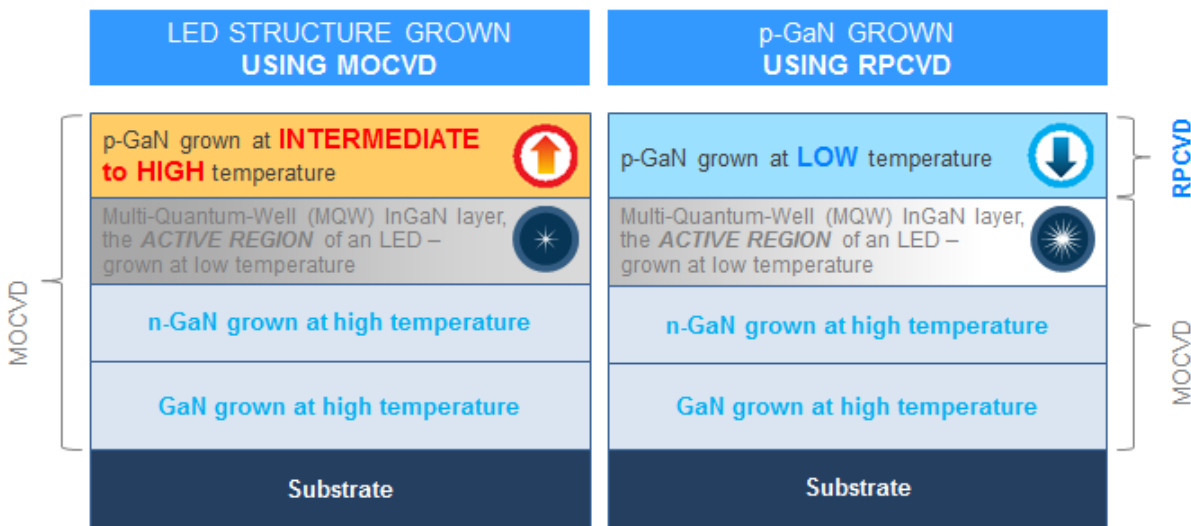 LED STRUCTURE GROWN
USING MOCVD
p-GaN GROWN
USING RPCVD
MOCVD
p-GaN grown at INTERMEDIATE
to HIGH temperature
Multi-Quantum-Well (MQW) InGaN layer,
the ACTIVE REGION of an LED –
grown at low temperature
n-GaN grown at high temperature
GaN grown at high temperature
Substrate
p-GaN grown at LOW temperature
Multi-Quantum-Well (MQW) InGaN layer,
the ACTIVE REGION of an LED –
grown at low temperature
n-GaN grown at high temperature
GaN grown at high temperature
Substrate
RPCVD
MOCVD